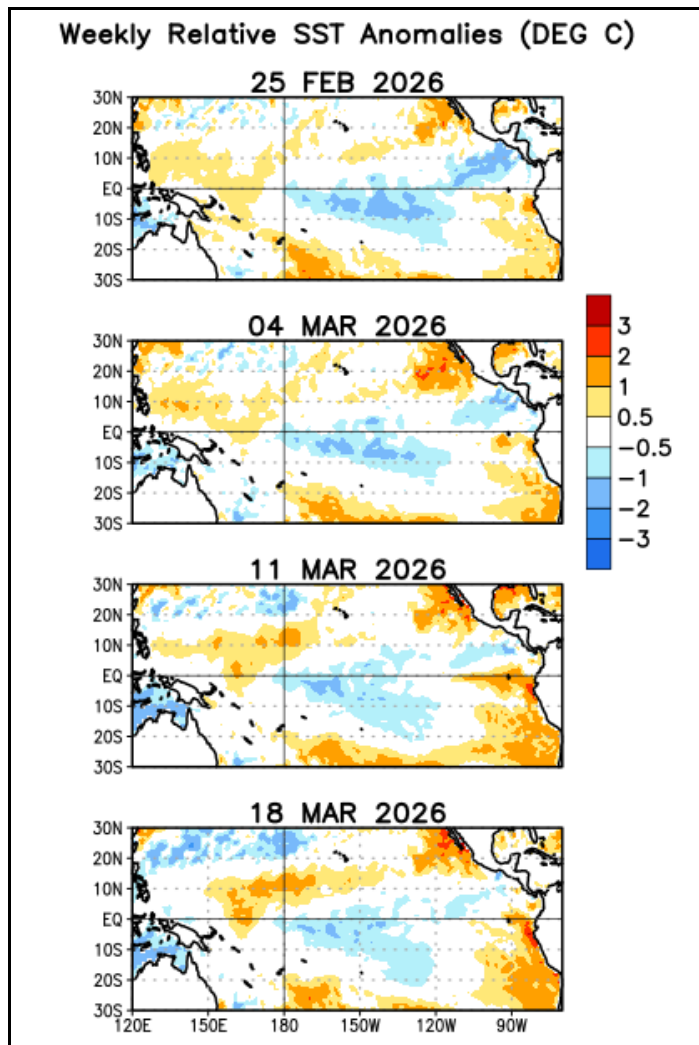 Weekly Relative SST Anomalies (DEG C)
25 FEB 2026
30N
20N
10N
EQ
10S
20S
30S
04 MAR 2026
30N
20N
10N
EQ
10S
20S
30S
3
2
1
0.5
-0.5
-1
-2
-3
11 MAR 2026
30N
20N
10N
EQ
10S
20S
30S
18 MAR 2026
30N
20N
10N
EQ
10S
20S
30S
120E 150E 180 150W 120W 90W